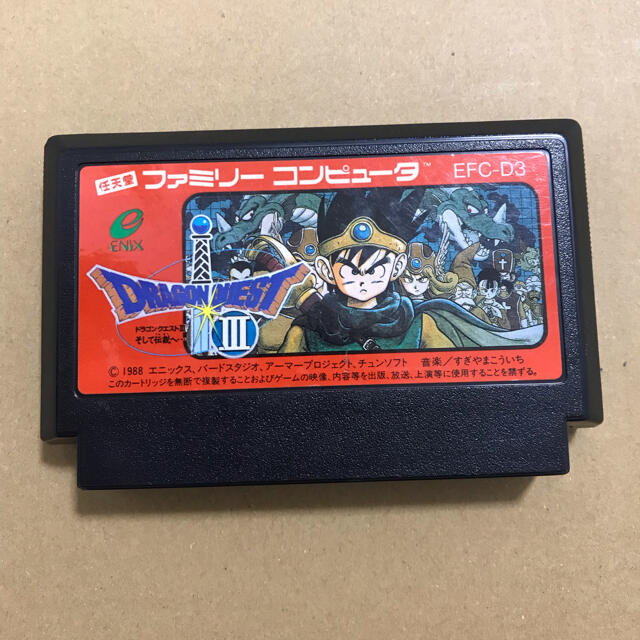 任天堂 ファミリー コンピュータ™ EFC-D3
ENIX
DRAGON QUEST
III
ドラゴンクエストIII
そして伝説へ…
© 1988 エニックス、バードスタジオ、アーマープロジェクト、チュンソフト 音楽／すぎやまこういち
このカートリッジを無断で複製することおよびゲームの映像、内容等を出版、放送、上演等に使用することを禁ずる。